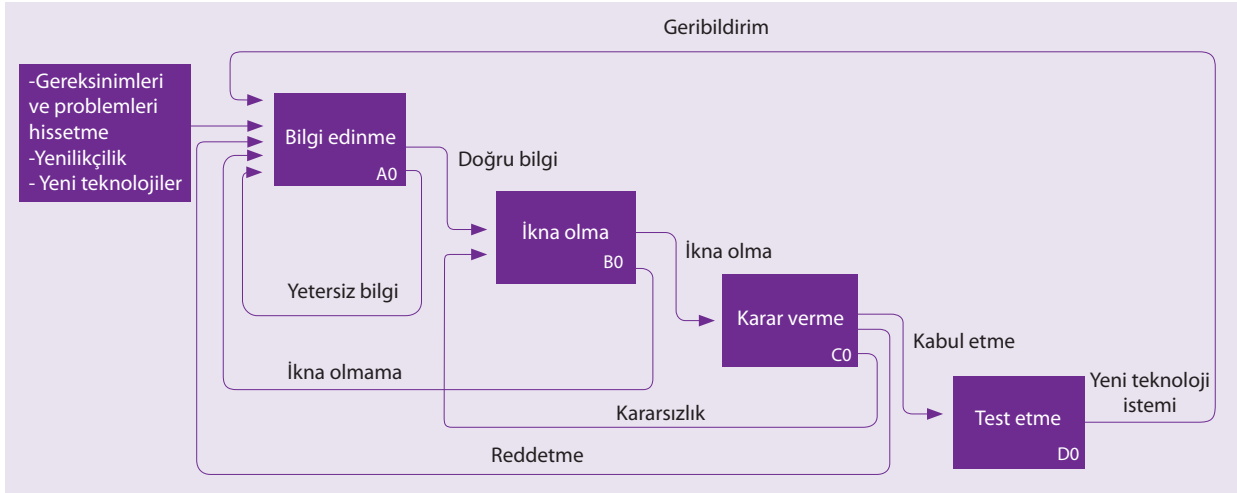 Geribildirim
-Gereksinimleri
ve problemleri
hissetme
-Yenilikçilik
- Yeni teknolojiler
Bilgi edinme
A0
Doğru bilgi
Yetersiz bilgi
İkna olma
B0
İkna olma
İkna olmama
Karar verme
C0
Kabul etme
Kararsızlık
Reddetme
Test etme
D0
Yeni teknoloji
istemi